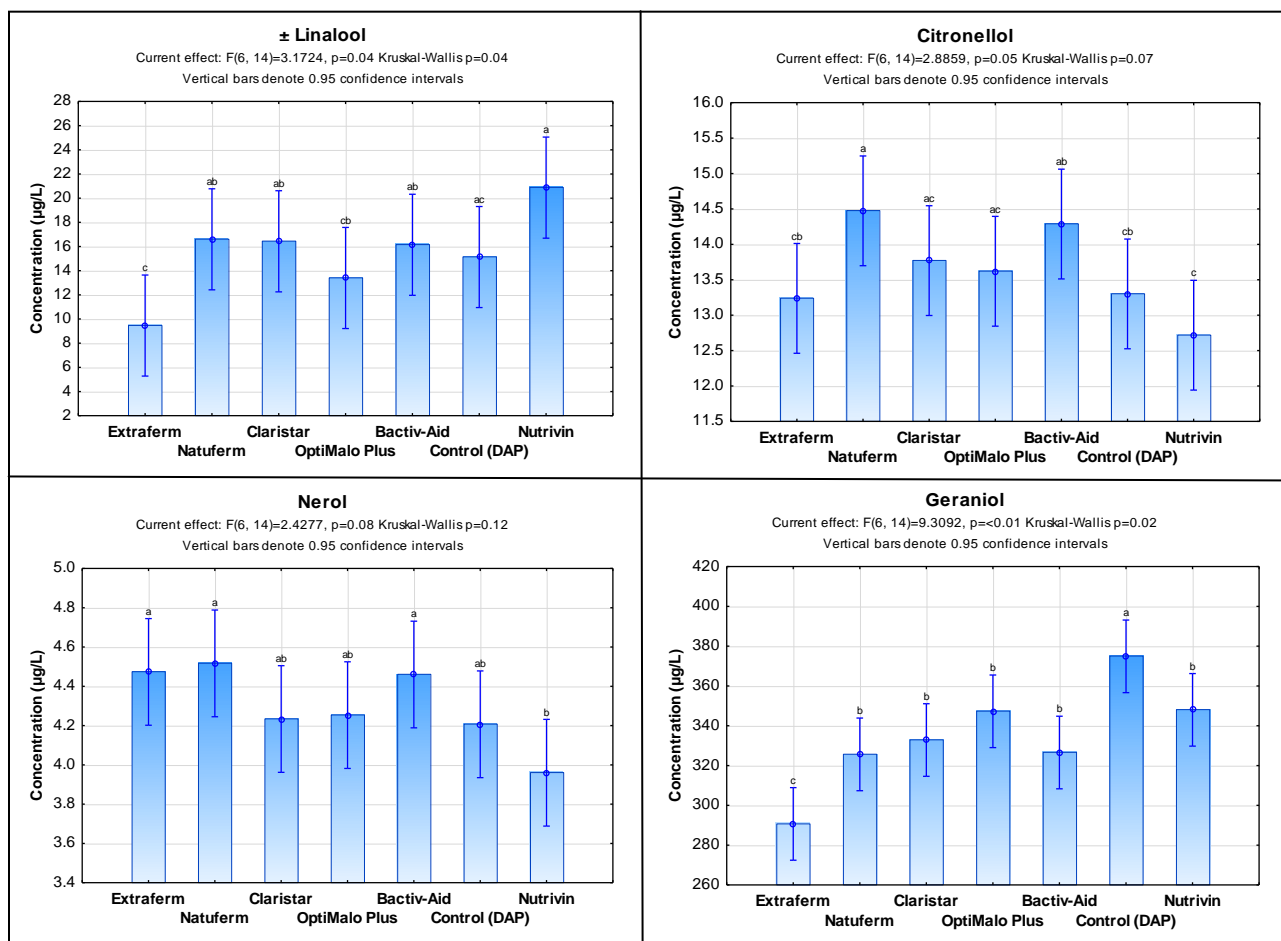 ± Linalool
Current effect: F(6, 14)=3.1724, p=0.04 Kruskal-Wallis p=0.04
Vertical bars denote 0.95 confidence intervals
28
26
24
22
20
18
16
14
12
10
8
6
4
2
Concentration (µg/L)
c
ab
ab
cb
ab
ac
a
Extraferm
Claristar
Bactiv-Aid
Nutrivin
Natuferm
OptiMalo Plus
Control (DAP)
Citronellol
Current effect: F(6, 14)=2.8859, p=0.05 Kruskal-Wallis p=0.07
Vertical bars denote 0.95 confidence intervals
16.0
15.5
15.0
14.5
14.0
13.5
13.0
12.5
12.0
11.5
Concentration (µg/L)
cb
a
ac
ac
ab
cb
c
Extraferm
Claristar
Bactiv-Aid
Nutrivin
Natuferm
OptiMalo Plus
Control (DAP)
Nerol
Current effect: F(6, 14)=2.4277, p=0.08 Kruskal-Wallis p=0.12
Vertical bars denote 0.95 confidence intervals
5.0
4.8
4.6
4.4
4.2
4.0
3.8
3.6
3.4
Concentration (µg/L)
a
a
ab
ab
a
ab
b
Extraferm
Claristar
Bactiv-Aid
Nutrivin
Natuferm
OptiMalo Plus
Control (DAP)
Geraniol
Current effect: F(6, 14)=9.3092, p=<0.01 Kruskal-Wallis p=0.02
Vertical bars denote 0.95 confidence intervals
420
400
380
360
340
320
300
280
260
Concentration (µg/L)
c
b
b
b
b
a
b
Extraferm
Claristar
Bactiv-Aid
Nutrivin
Natuferm
OptiMalo Plus
Control (DAP)